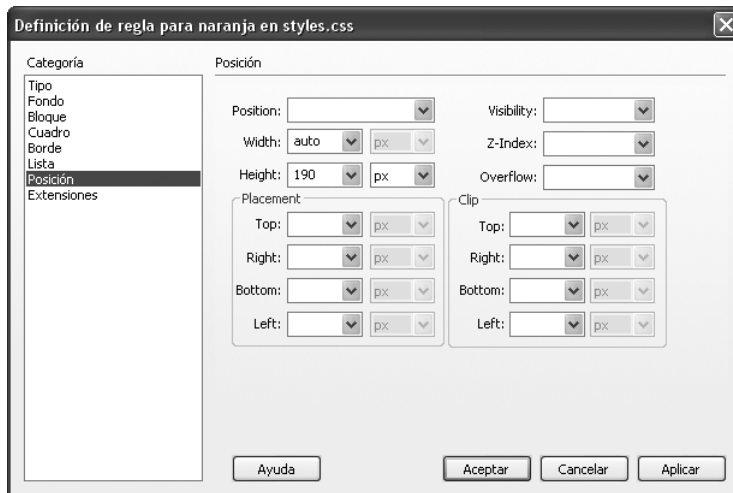 Definición de regla para naranja en styles.css
Categoría
Tipo
Fondo
Bloque
Cuadro
Borde
Lista
Posición
Extensiones
Posición
Position:
Visibility:
Width: auto px
Z-Index:
Height: 190 px
Overflow:
Placement
Top: px
Right: px
Bottom: px
Left: px
Clip
Top: px
Right: px
Bottom: px
Left: px
Ayuda
Aceptar
Cancelar
Aplicar